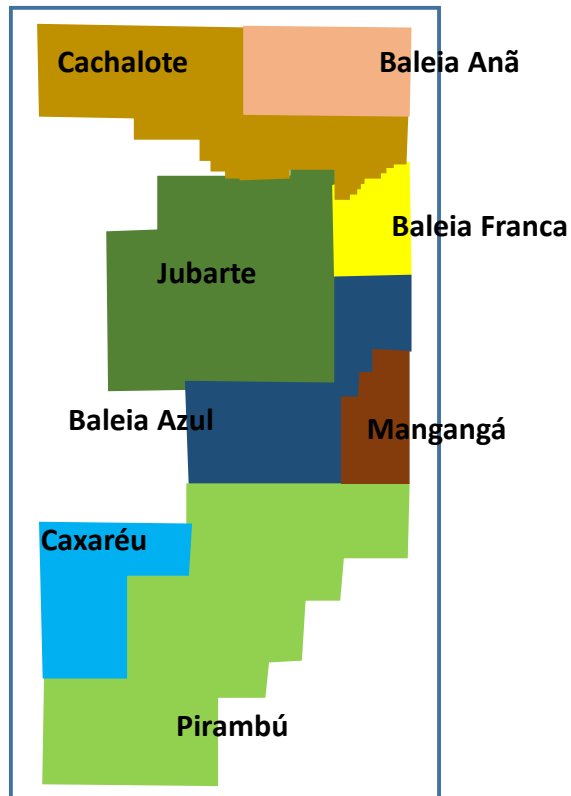 Cachalote
Baleia Anã
Baleia Franca
Jubarte
Baleia Azul
Mangangá
Caxaréu
Pirambú